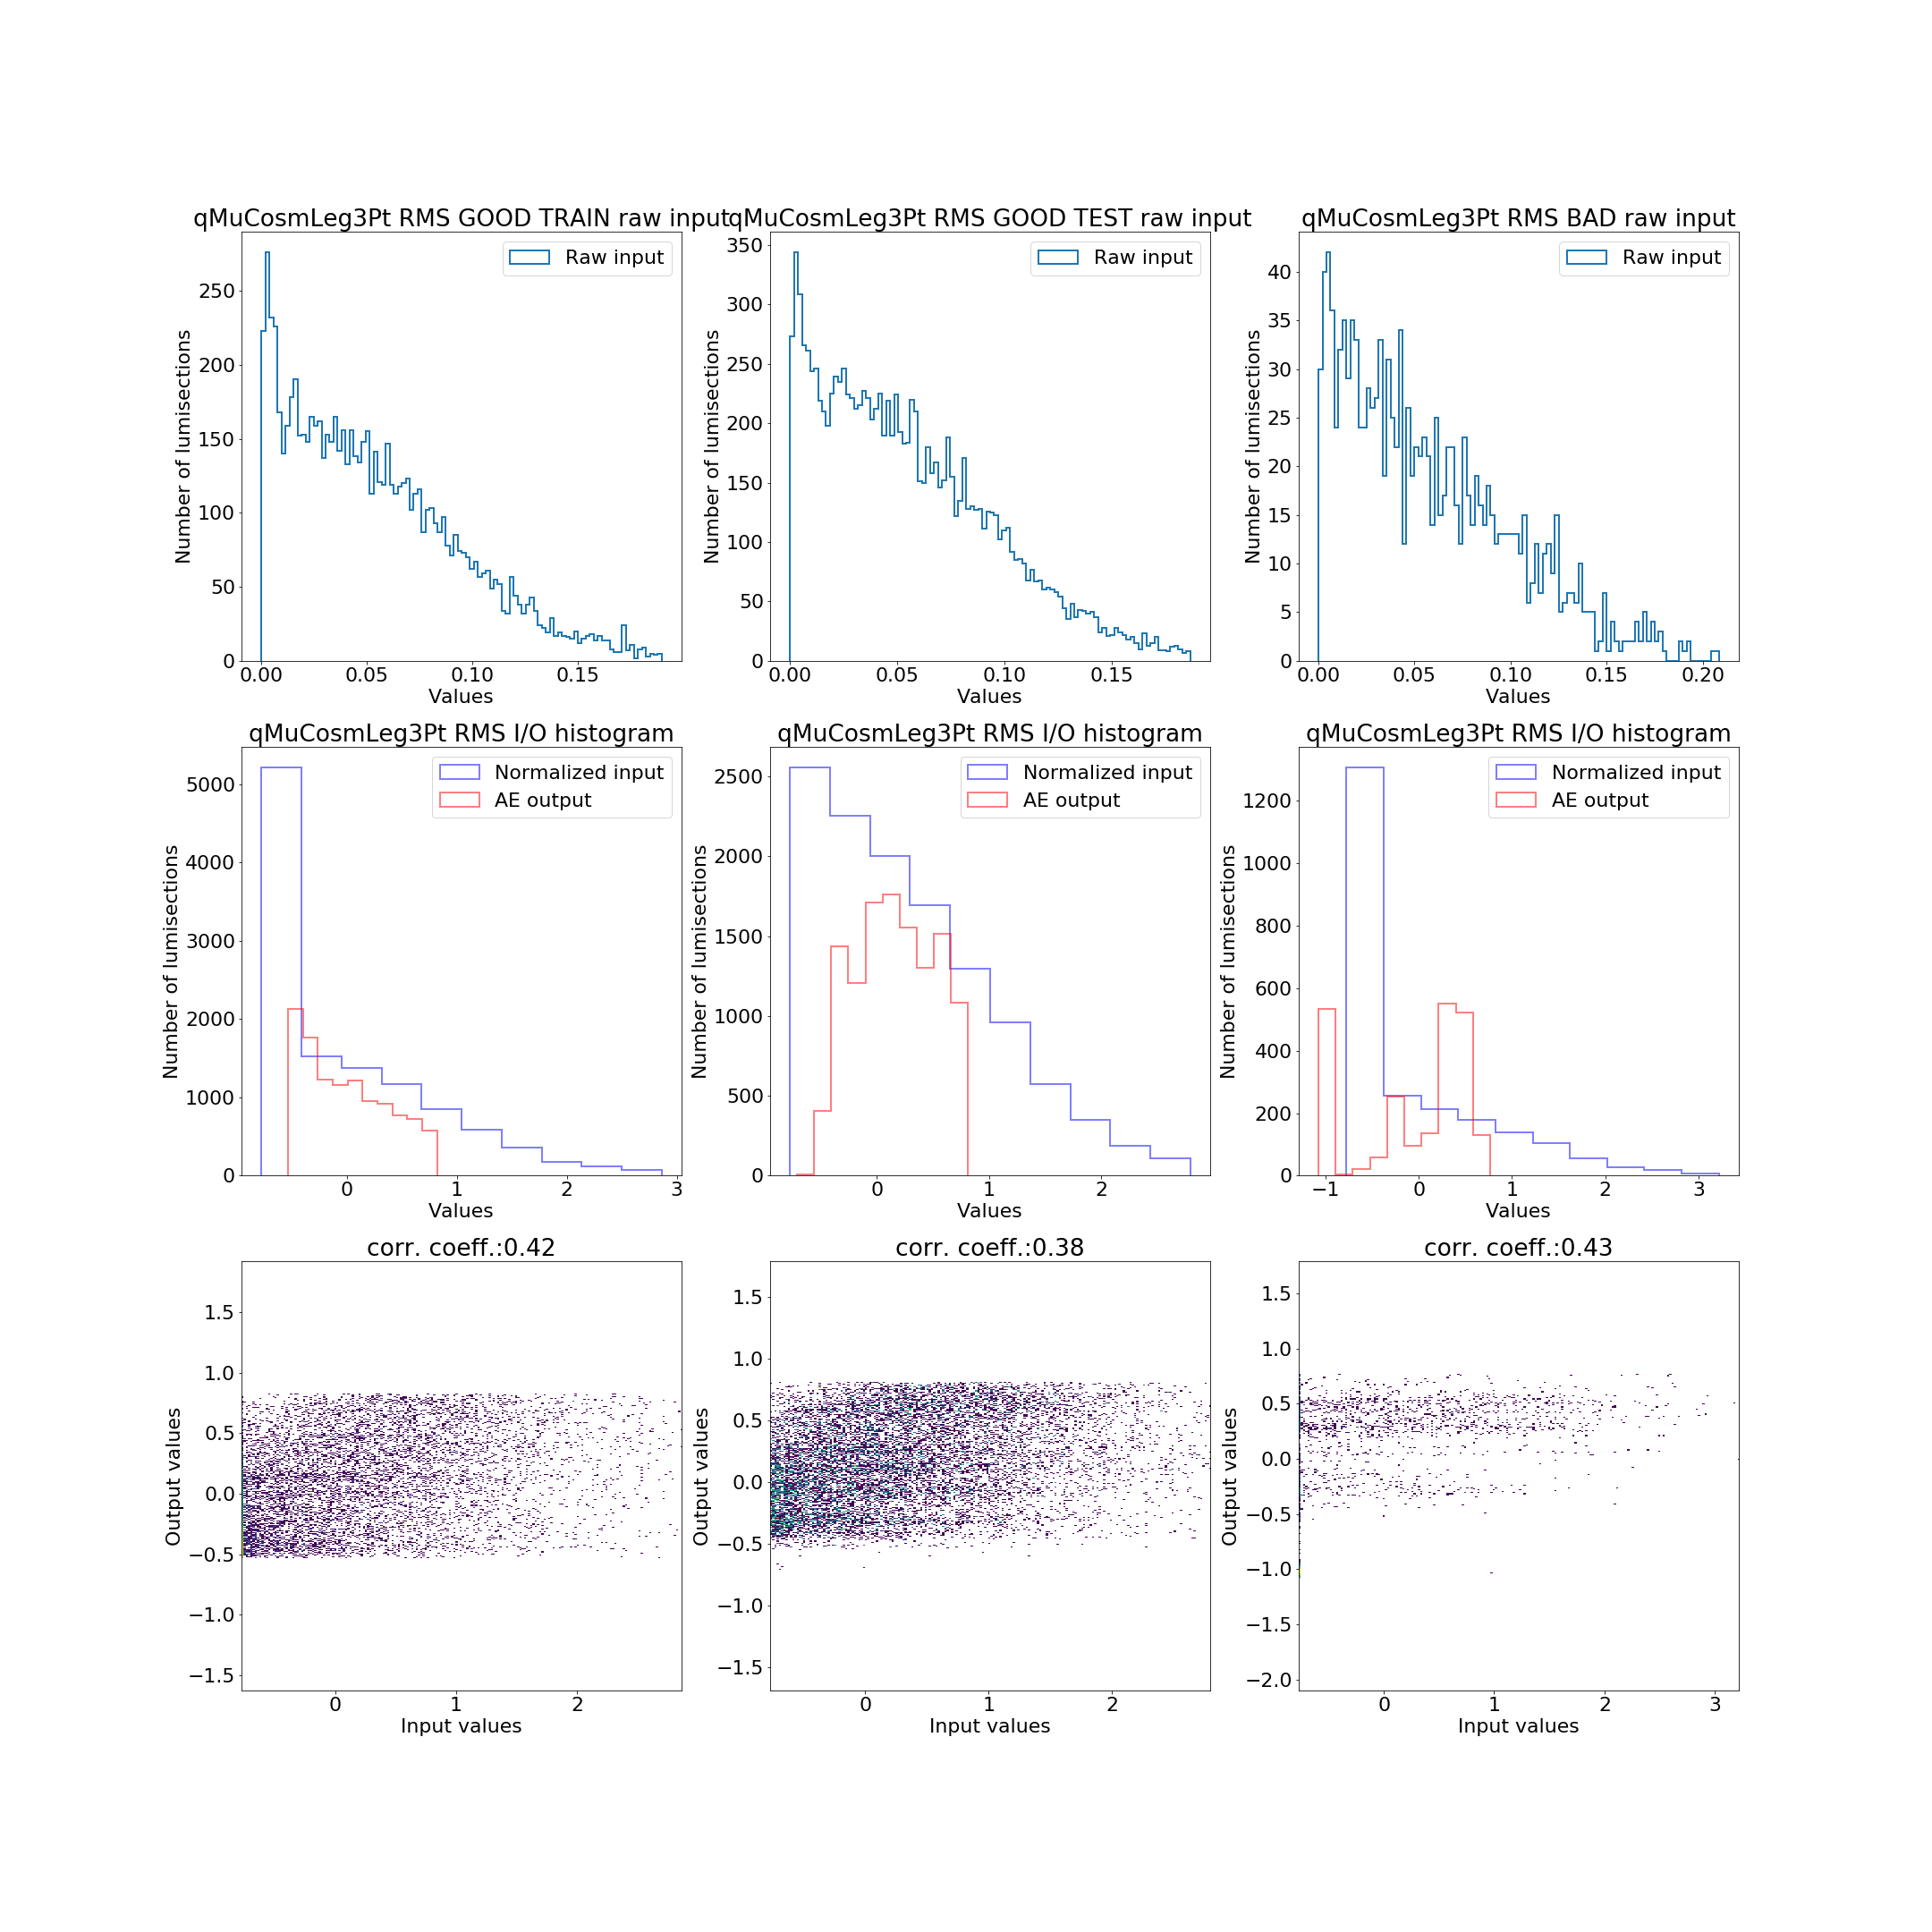 qMuCosmLeg3Pt RMS GOOD TRAIN raw input
Raw input
Number of lumisections
250
200
150
100
50
0
0.00 0.05 0.10 0.15
Values
qMuCosmLeg3Pt RMS GOOD TEST raw input
Raw input
Number of lumisections
350
300
250
200
150
100
50
0
0.00 0.05 0.10 0.15
Values
qMuCosmLeg3Pt RMS BAD raw input
Raw input
Number of lumisections
40
35
30
25
20
15
10
5
0
0.00 0.05 0.10 0.15 0.20
Values
qMuCosmLeg3Pt RMS I/O histogram
Normalized input
AE output
Number of lumisections
5000
4000
3000
2000
1000
0
0 1 2 3
Values
qMuCosmLeg3Pt RMS I/O histogram
Normalized input
AE output
Number of lumisections
2500
2000
1500
1000
500
0
0 1 2
Values
qMuCosmLeg3Pt RMS I/O histogram
Normalized input
AE output
Number of lumisections
1200
1000
800
600
400
200
0
−1 0 1 2 3
Values
corr. coeff.:0.42
Output values
1.5
1.0
0.5
0.0
−0.5
−1.0
−1.5
0 1 2
Input values
corr. coeff.:0.38
Output values
1.5
1.0
0.5
0.0
−0.5
−1.0
−1.5
0 1 2
Input values
corr. coeff.:0.43
Output values
1.5
1.0
0.5
0.0
−0.5
−1.0
−1.5
−2.0
0 1 2 3
Input values